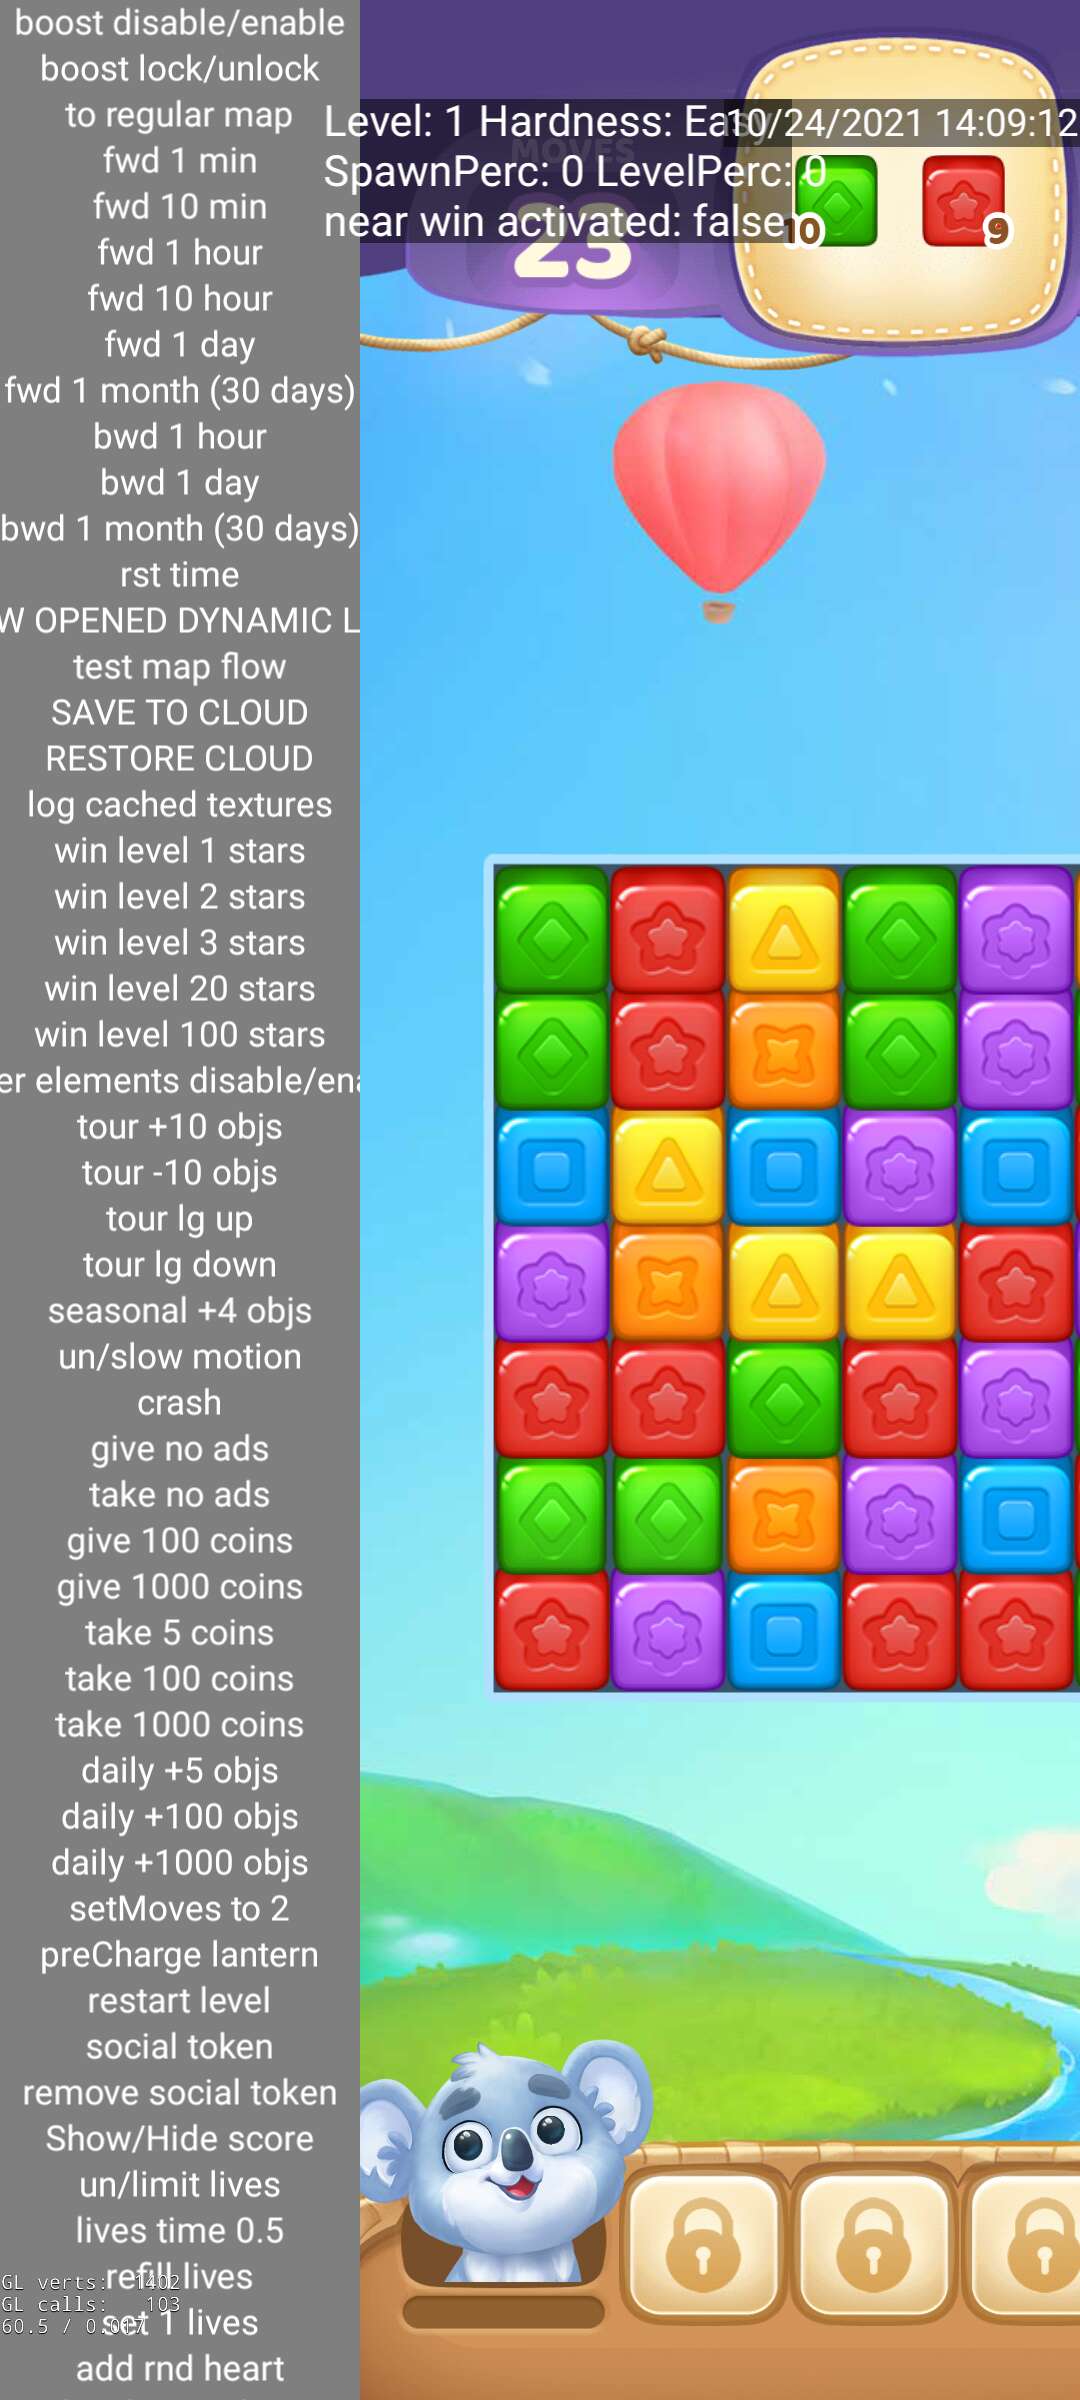 boost disable/enable
boost lock/unlock
to regular map
fwd 1 min
fwd 10 min
fwd 1 hour
fwd 10 hour
fwd 1 day
fwd 1 month (30 days)
bwd 1 hour
bwd 1 day
bwd 1 month (30 days)
rst time
W OPENED DYNAMIC L
test map flow
SAVE TO CLOUD
RESTORE CLOUD
log cached textures
win level 1 stars
win level 2 stars
win level 3 stars
win level 20 stars
win level 100 stars
er elements disable/ena
tour +10 objs
tour -10 objs
tour lg up
tour lg down
seasonal +4 objs
un/slow motion
crash
give no ads
take no ads
give 100 coins
give 1000 coins
take 5 coins
take 100 coins
take 1000 coins
daily +5 objs
daily +100 objs
daily +1000 objs
setMoves to 2
preCharge lantern
restart level
social token
remove social token
Show/Hide score
un/limit lives
lives time 0.5
refill lives
set 1 lives
add rnd heart
GL verts: 1402
GL calls: 103
60.5 / 0.017
Level: 1 Hardness: Easy
10/24/2021 14:09:12
MOVES
SpawnPerc: 0 LevelPerc: 0
near win activated: false
23
10
9